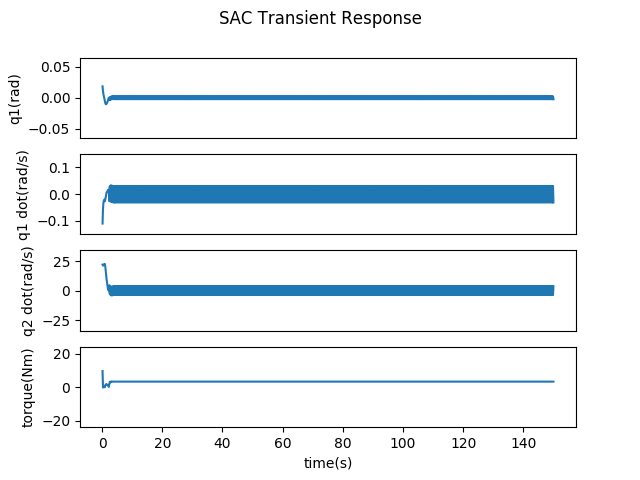 SAC Transient Response
q1(rad)
0.05
0.00
−0.05
q1 dot(rad/s)
0.1
0.0
−0.1
q2 dot(rad/s)
25
0
−25
torque(Nm)
20
0
−20
0 20 40 60 80 100 120 140
time(s)